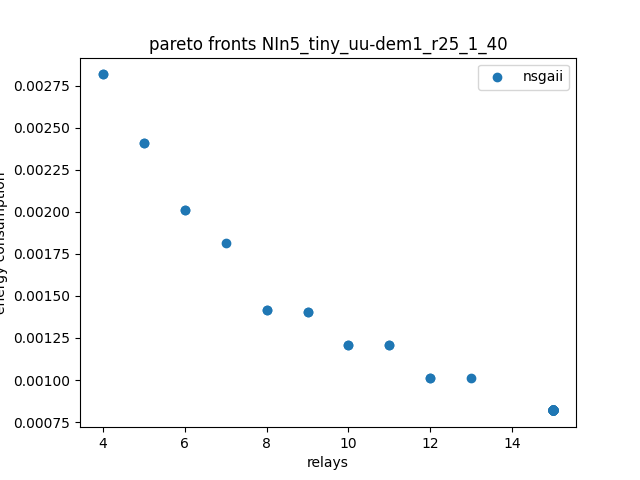 pareto fronts NIn5_tiny_uu-dem1_r25_1_40
nsgaii
0.00275
0.00250
0.00225
0.00200
0.00175
0.00150
0.00125
0.00100
0.00075
energy consumption
4 6 8 10 12 14
relays